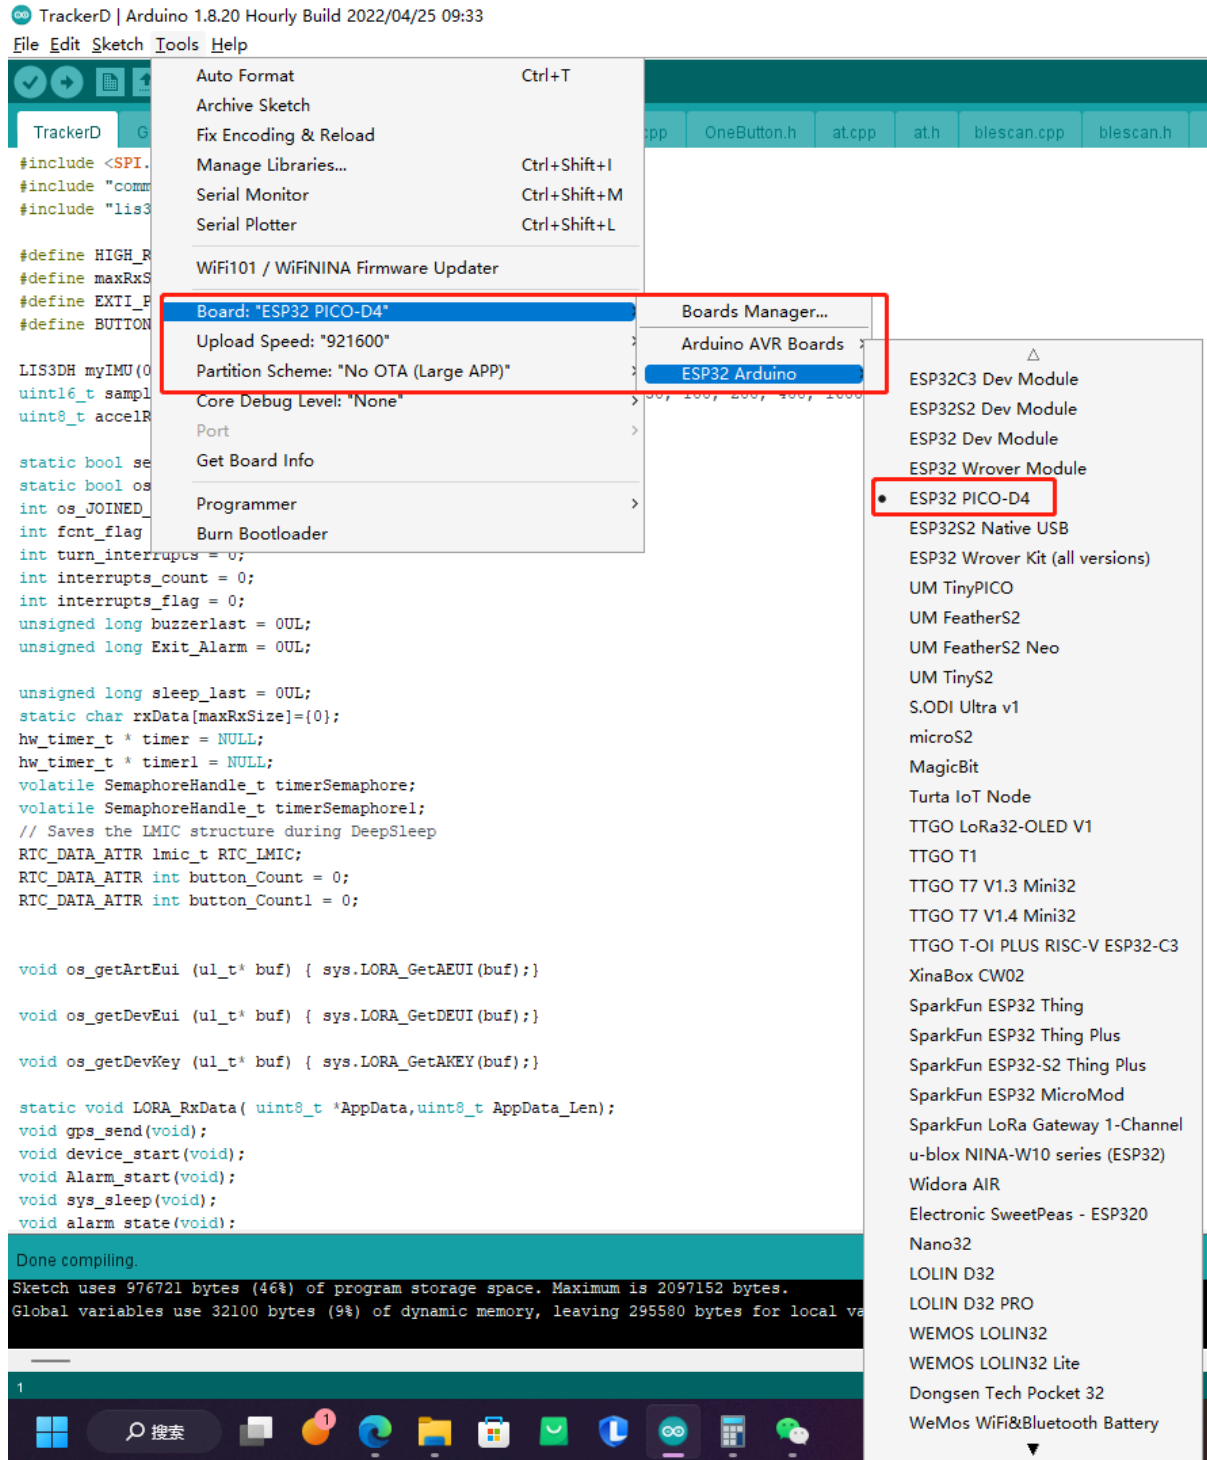 TrackerD | Arduino 1.8.20 Hourly Build 2022/04/25 09:33
File Edit Sketch Tools Help
Auto Format Ctrl+T
Archive Sketch
Fix Encoding & Reload
Manage Libraries... Ctrl+Shift+I
Serial Monitor Ctrl+Shift+M
Serial Plotter Ctrl+Shift+L
WiFi101 / WiFiNINA Firmware Updater
Board: "ESP32 PICO-D4"
Upload Speed: "921600"
Partition Scheme: "No OTA (Large APP)"
Core Debug Level: "None"
Port
Get Board Info
Programmer
Burn Bootloader
Boards Manager...
Arduino AVR Boards
ESP32 Arduino
ESP32C3 Dev Module
ESP32S2 Dev Module
ESP32 Dev Module
ESP32 Wrover Module
ESP32 PICO-D4
ESP32S2 Native USB
ESP32 Wrover Kit (all versions)
UM TinyPICO
UM FeatherS2
UM FeatherS2 Neo
UM TinyS2
S.ODI Ultra v1
microS2
MagicBit
Turta IoT Node
TTGO LoRa32-OLED V1
TTGO T1
TTGO T7 V1.3 Mini32
TTGO T7 V1.4 Mini32
TTGO T-OI PLUS RISC-V ESP32-C3
XinaBox CW02
SparkFun ESP32 Thing
SparkFun ESP32 Thing Plus
SparkFun ESP32-S2 Thing Plus
SparkFun ESP32 MicroMod
SparkFun LoRa Gateway 1-Channel
u-blox NINA-W10 series (ESP32)
Widora AIR
Electronic SweetPeas - ESP320
Nano32
LOLIN D32
LOLIN D32 PRO
WEMOS LOLIN32
WEMOS LOLIN32 Lite
Dongsen Tech Pocket 32
WeMos WiFi&Bluetooth Battery
TrackerD G cpp OneButton.h at.cpp at.h blescan.cpp blescan.h
#include <SPI.
#include "comm
#include "lis3
#define HIGH_R
#define maxRxS
#define EXTI_P
#define BUTTON
LIS3DH myIMU(0
uint16_t sampl
uint8_t accelR
static bool se
static bool os
int os_JOINED_
int fcnt_flag
int turn_interrupts = 0;
int interrupts_count = 0;
int interrupts_flag = 0;
unsigned long buzzerlast = 0UL;
unsigned long Exit_Alarm = 0UL;
unsigned long sleep_last = 0UL;
static char rxData[maxRxSize]={0};
hw_timer_t * timer = NULL;
hw_timer_t * timer1 = NULL;
volatile SemaphoreHandle_t timerSemaphore;
volatile SemaphoreHandle_t timerSemaphore1;
// Saves the LMIC structure during DeepSleep
RTC_DATA_ATTR lmic_t RTC_LMIC;
RTC_DATA_ATTR int button_Count = 0;
RTC_DATA_ATTR int button_Count1 = 0;
void os_getArtEui (u1_t* buf) { sys.LORA_GetAEUI(buf);}
void os_getDevEui (u1_t* buf) { sys.LORA_GetDEUI(buf);}
void os_getDevKey (u1_t* buf) { sys.LORA_GetAKEY(buf);}
static void LORA_RxData( uint8_t *AppData,uint8_t AppData_Len);
void gps_send(void);
void device_start(void);
void Alarm_start(void);
void sys_sleep(void);
void alarm_state(void);
Done compiling.
Sketch uses 976721 bytes (46%) of program storage space. Maximum is 2097152 bytes.
Global variables use 32100 bytes (9%) of dynamic memory, leaving 295580 bytes for local va
1
搜索
1